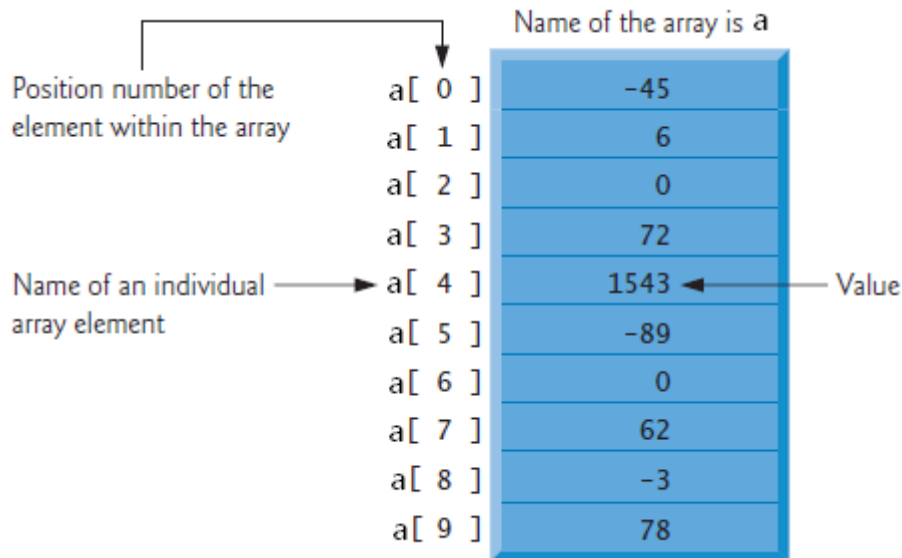 Name of the array is a
Position number of the
element within the array
a[ 0 ] -45
a[ 1 ] 6
a[ 2 ] 0
a[ 3 ] 72
Name of an individual
array element
a[ 4 ] 1543
Value
a[ 5 ] -89
a[ 6 ] 0
a[ 7 ] 62
a[ 8 ] -3
a[ 9 ] 78